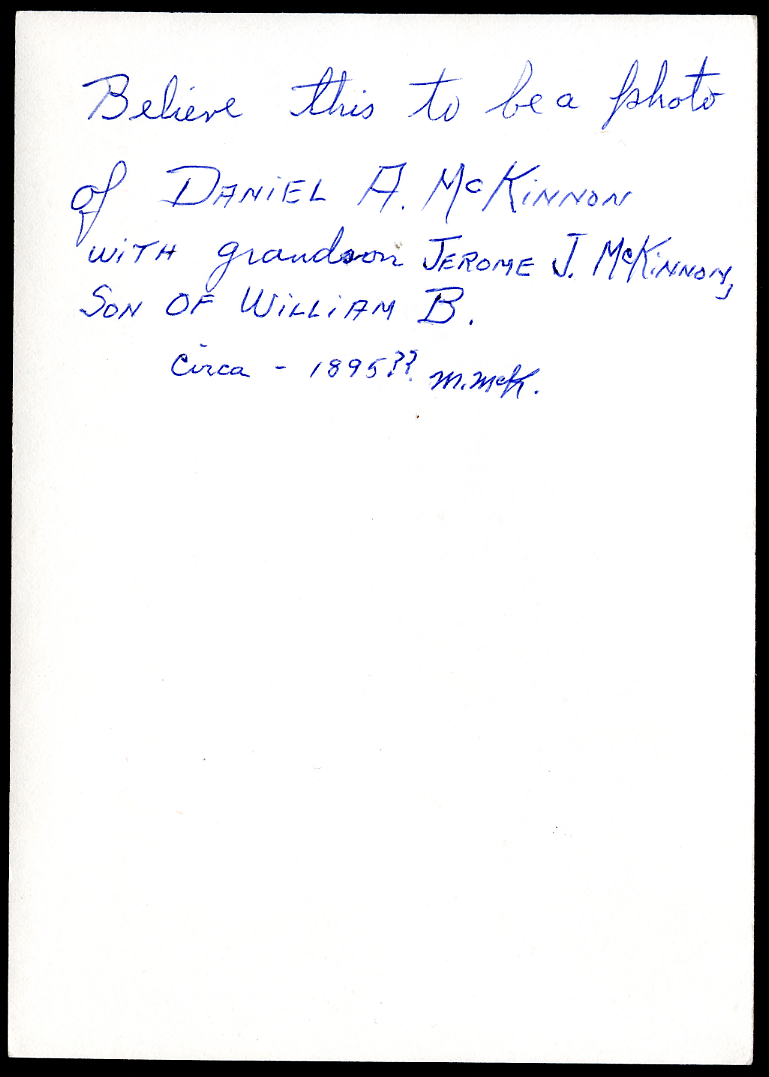 Believe this to be a photo
of DANIEL A. McKINNON
WITH grandson JEROME J. McKINNON,
SON OF WILLIAM B.
Circa - 1895?? M.McK.